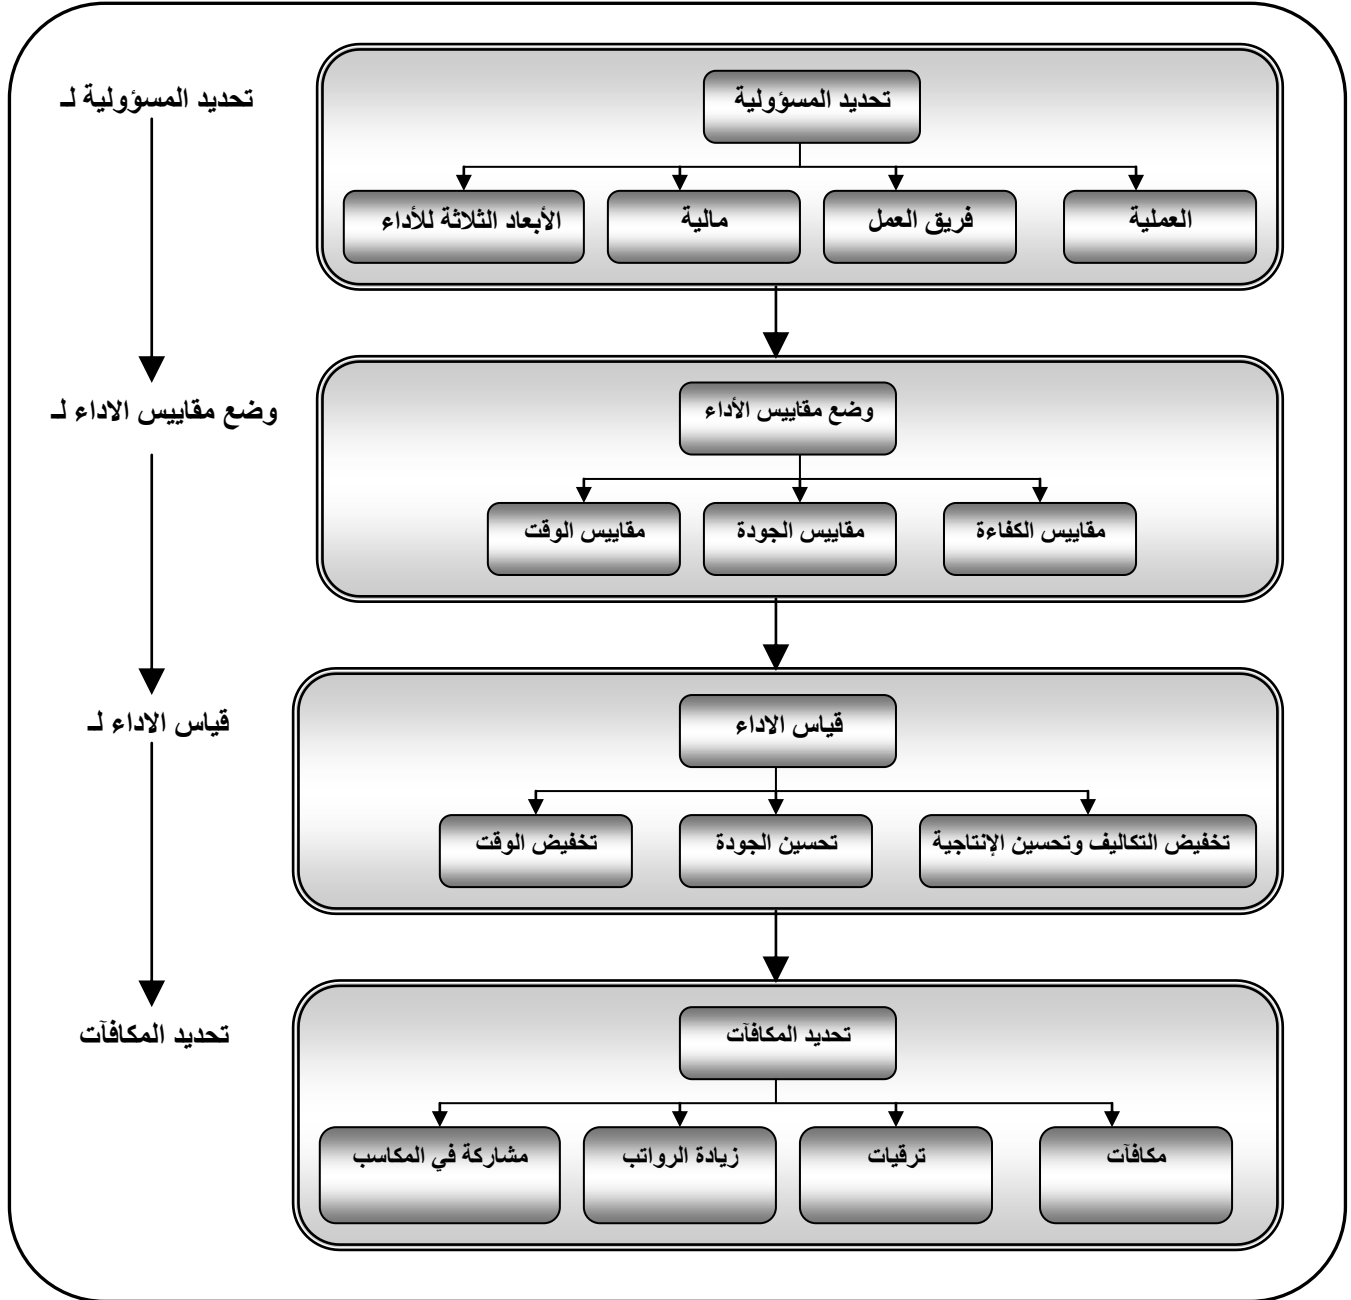 تحديد المسؤولية لـ
تحديد المسؤولية
العملية
فريق العمل
مالية
الأبعاد الثلاثة للأداء
وضع مقاييس الاداء لـ
وضع مقاييس الأداء
مقاييس الكفاءة
مقاييس الجودة
مقاييس الوقت
قياس الاداء لـ
قياس الاداء
تخفيض التكاليف وتحسين الإنتاجية
تحسين الجودة
تخفيض الوقت
تحديد المكافآت
تحديد المكافآت
مكافآت
ترقيات
زيادة الرواتب
مشاركة في المكاسب